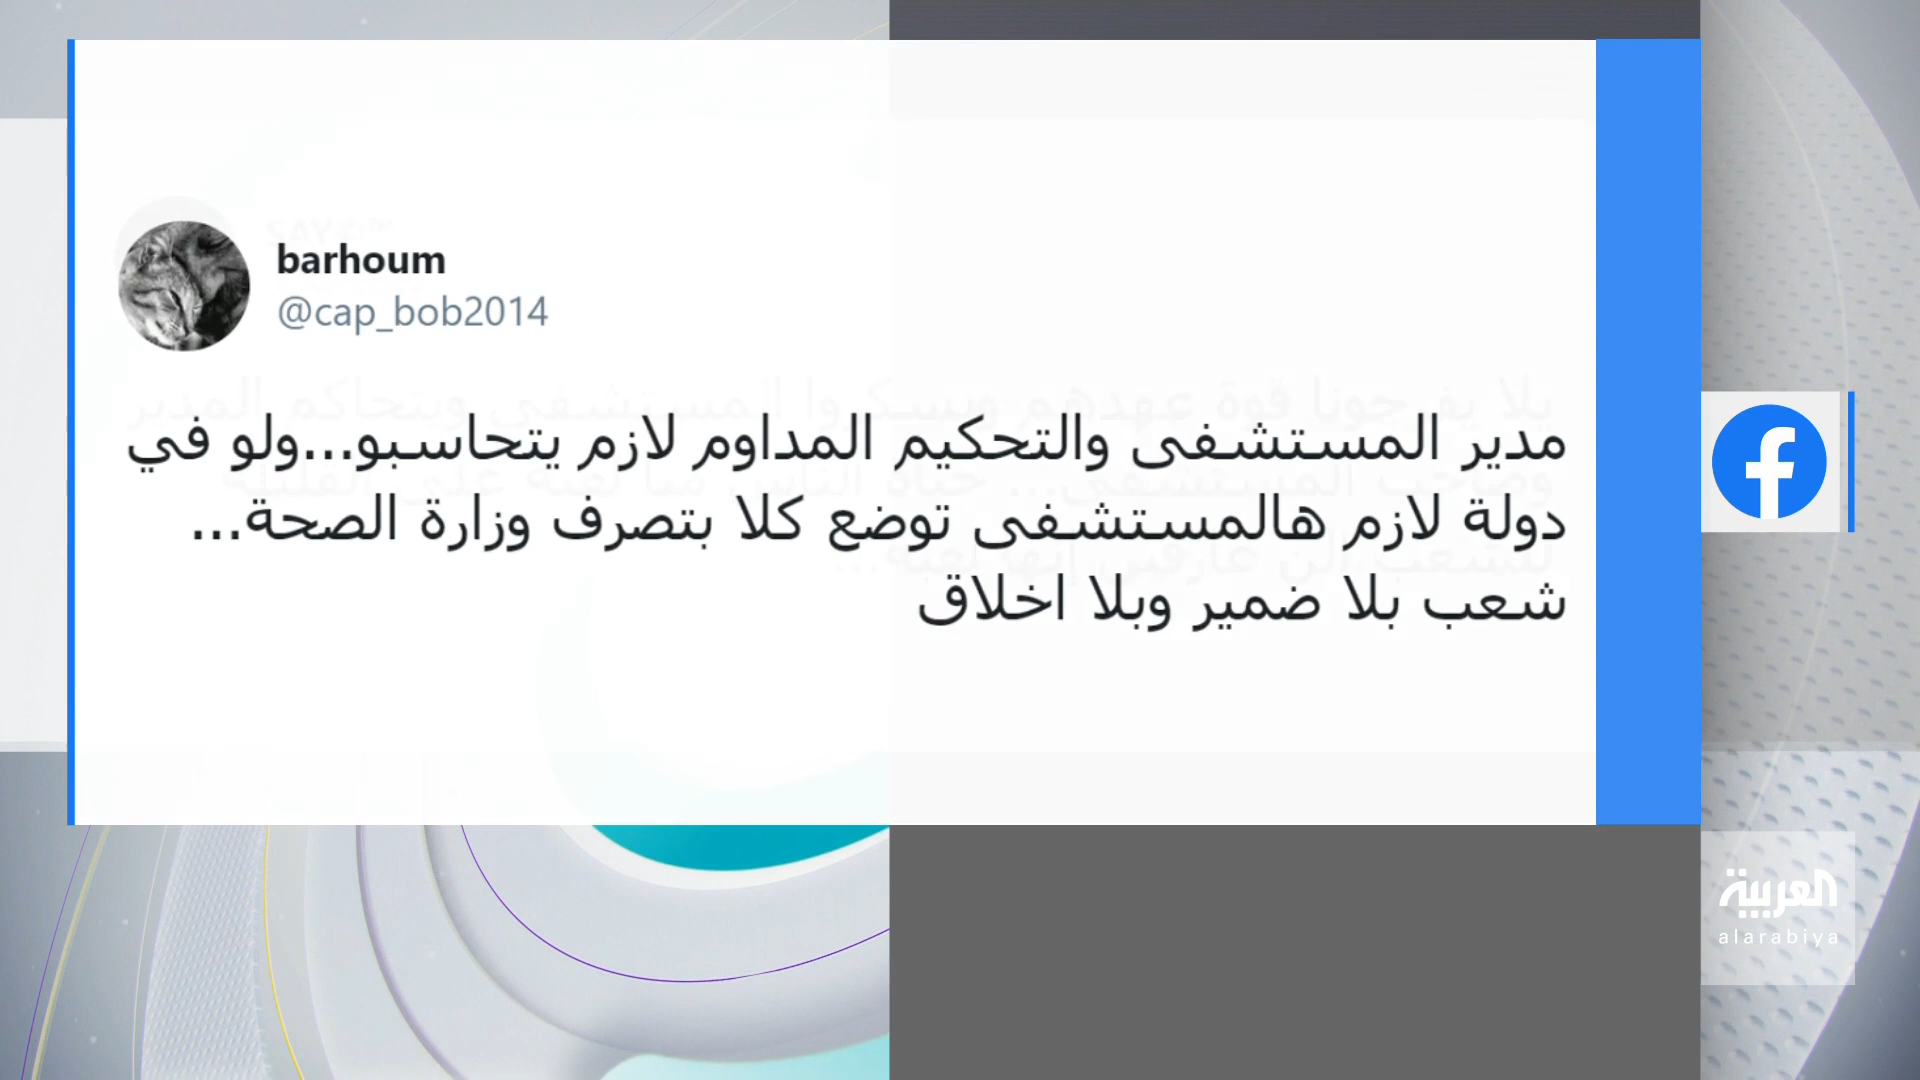 barhoum
@cap_bob2014
مدير المستشفى والتحكيم المداوم لازم يتحاسبو...ولو في
دولة لازم هالمستشفى توضع كلا بتصرف وزارة الصحة...
شعب بلا ضمير وبلا اخلاق
العربية
alarabiya